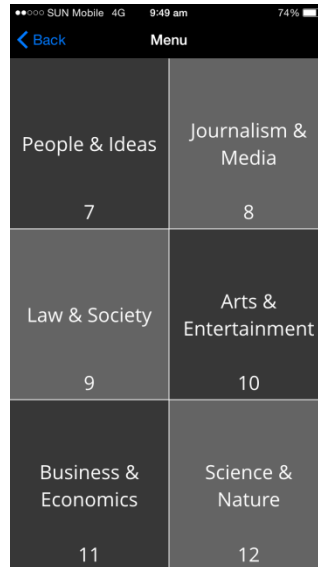 SUN Mobile 4G 9:49 am 74%
Back Menu
People & Ideas
7
Journalism &
Media
8
Law & Society
9
Arts &
Entertainment
10
Business &
Economics
11
Science &
Nature
12